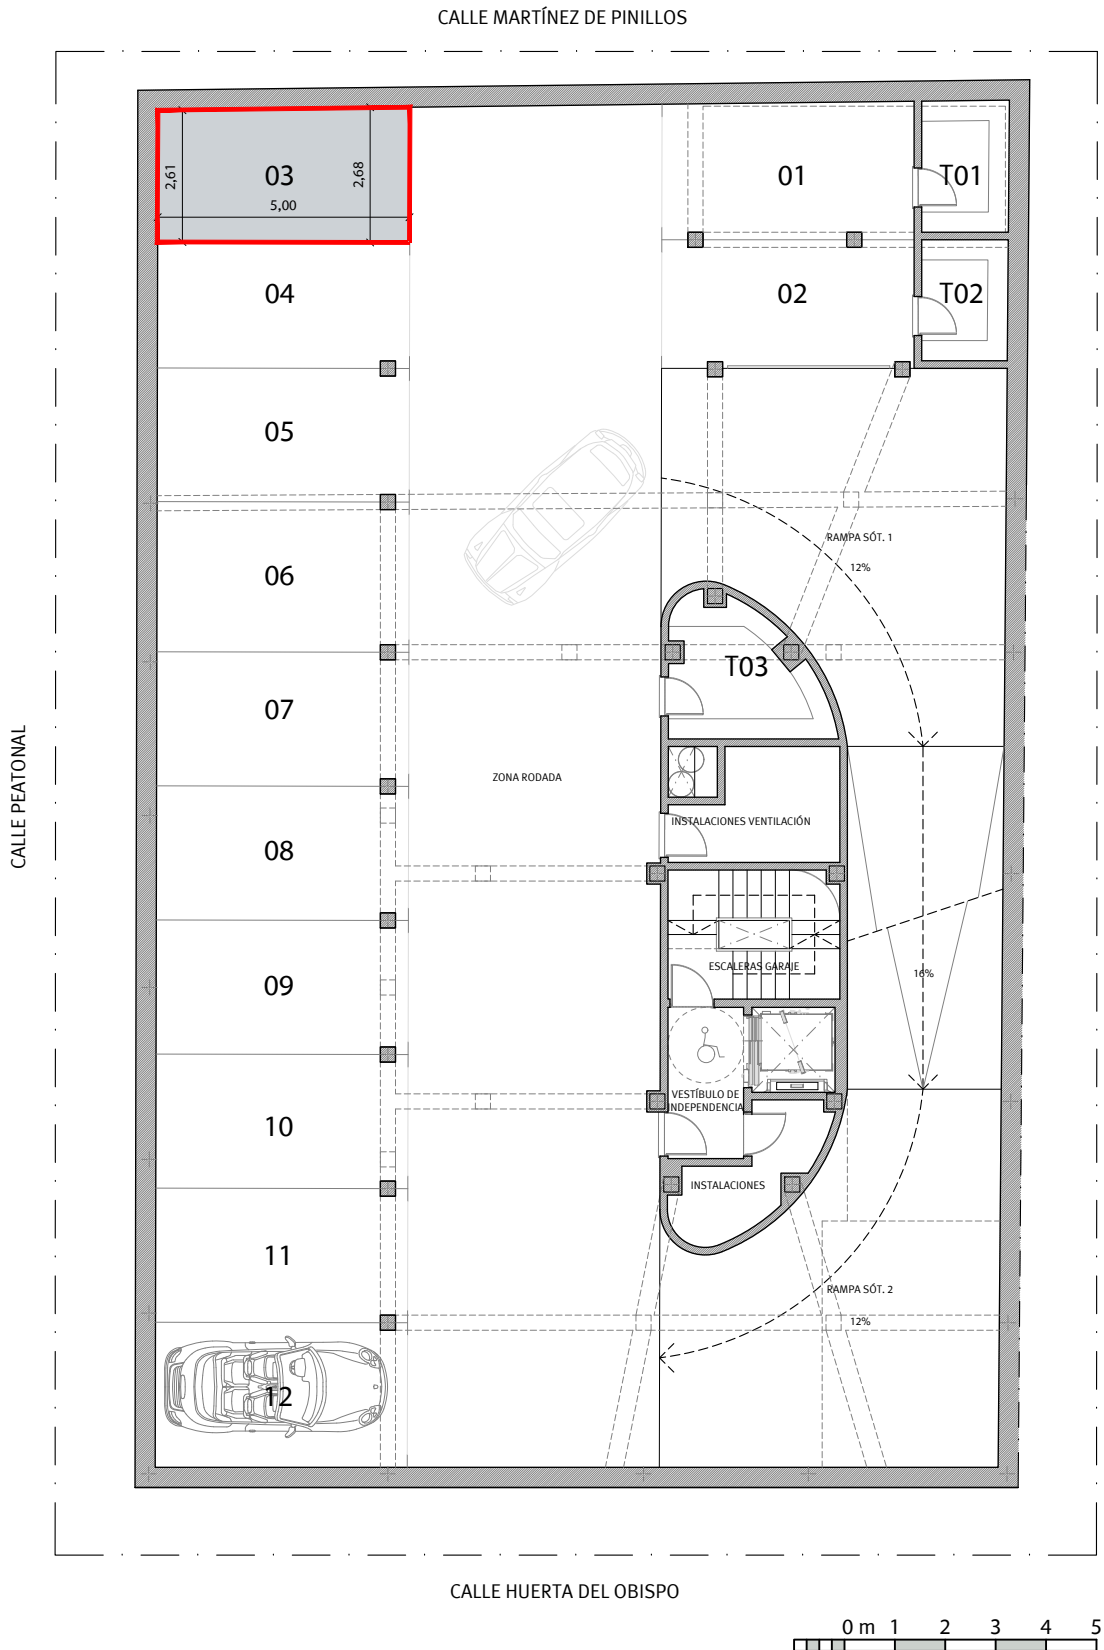 CALLE MARTÍNEZ DE PINILLOS
03
2,61
2,68
5,00
01
T01
04
02
T02
05
RAMPA SÓT. 1
12%
06
T03
07
CALLE PEATONAL
ZONA RODADA
INSTALACIONES VENTILACIÓN
08
ESCALERAS GARAJE
16%
09
VESTÍBULO DE
INDEPENDENCIA
10
INSTALACIONES
11
RAMPA SÓT. 2
12%
12
CALLE HUERTA DEL OBISPO
0 m 1 2 3 4 5